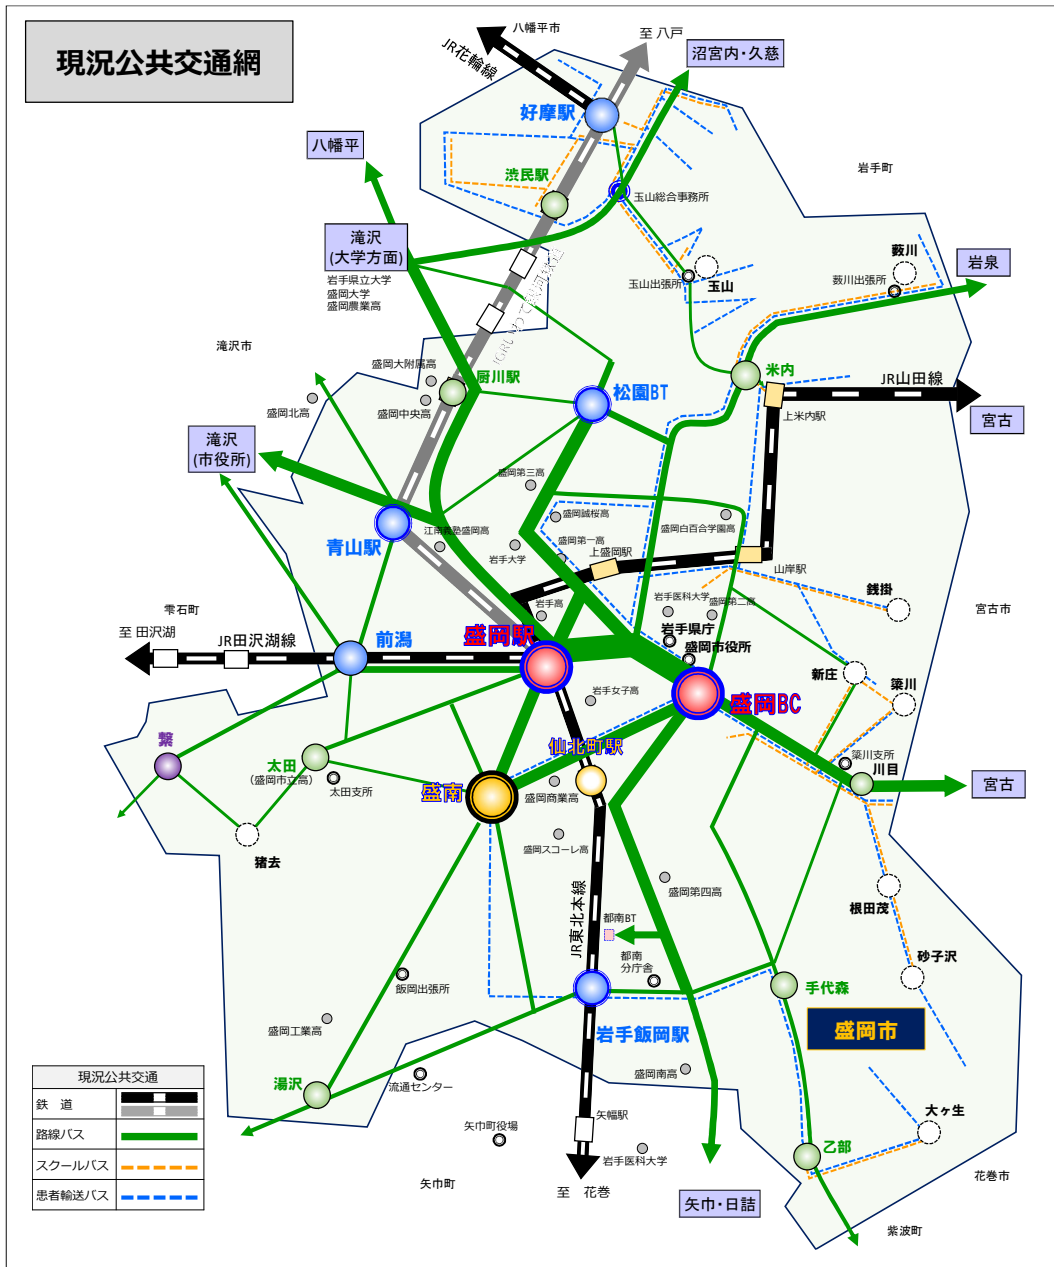 現況公共交通網
八幡平市
JR花輪線
至 八戸
沼宮内・久慈
好摩駅
八幡平
渋民駅
岩手町
玉山総合事務所
滝沢
(大学方面)
岩手県立大学
盛岡大学
盛岡農業高
玉山出張所
玉山
薮川
薮川出張所
岩泉
滝沢市
盛岡大附属高
厨川駅
盛岡中央高
盛岡北高
松園BT
米内
JR山田線
上米内駅
宮古
滝沢
(市役所)
盛岡第三高
盛岡誠桜高
盛岡白百合学園高
青山駅
江南義塾盛岡高
岩手大学
盛岡第一高
上盛岡駅
山岸駅
銭掛
雫石町
岩手高
岩手医科大学
盛岡第二高
宮古市
至 田沢湖
JR田沢湖線
前潟
盛岡駅
岩手県庁
盛岡市役所
新庄
簗川
岩手女子高
盛岡BC
繋
太田
(盛岡市立高)
太田支所
仙北町駅
盛南
盛岡商業高
簗川支所
川目
宮古
猪去
盛岡スコーレ高
盛岡第四高
根田茂
JR東北本線
都南BT
都南
分庁舎
砂子沢
飯岡出張所
手代森
盛岡工業高
岩手飯岡駅
盛岡市
湯沢
流通センター
盛岡南高
矢巾町役場
矢幅駅
大ヶ生
岩手医科大学
乙部
矢巾町
至 花巻
矢巾・日詰
花巻市
紫波町
現況公共交通
鉄 道
路線バス
スクールバス
患者輸送バス